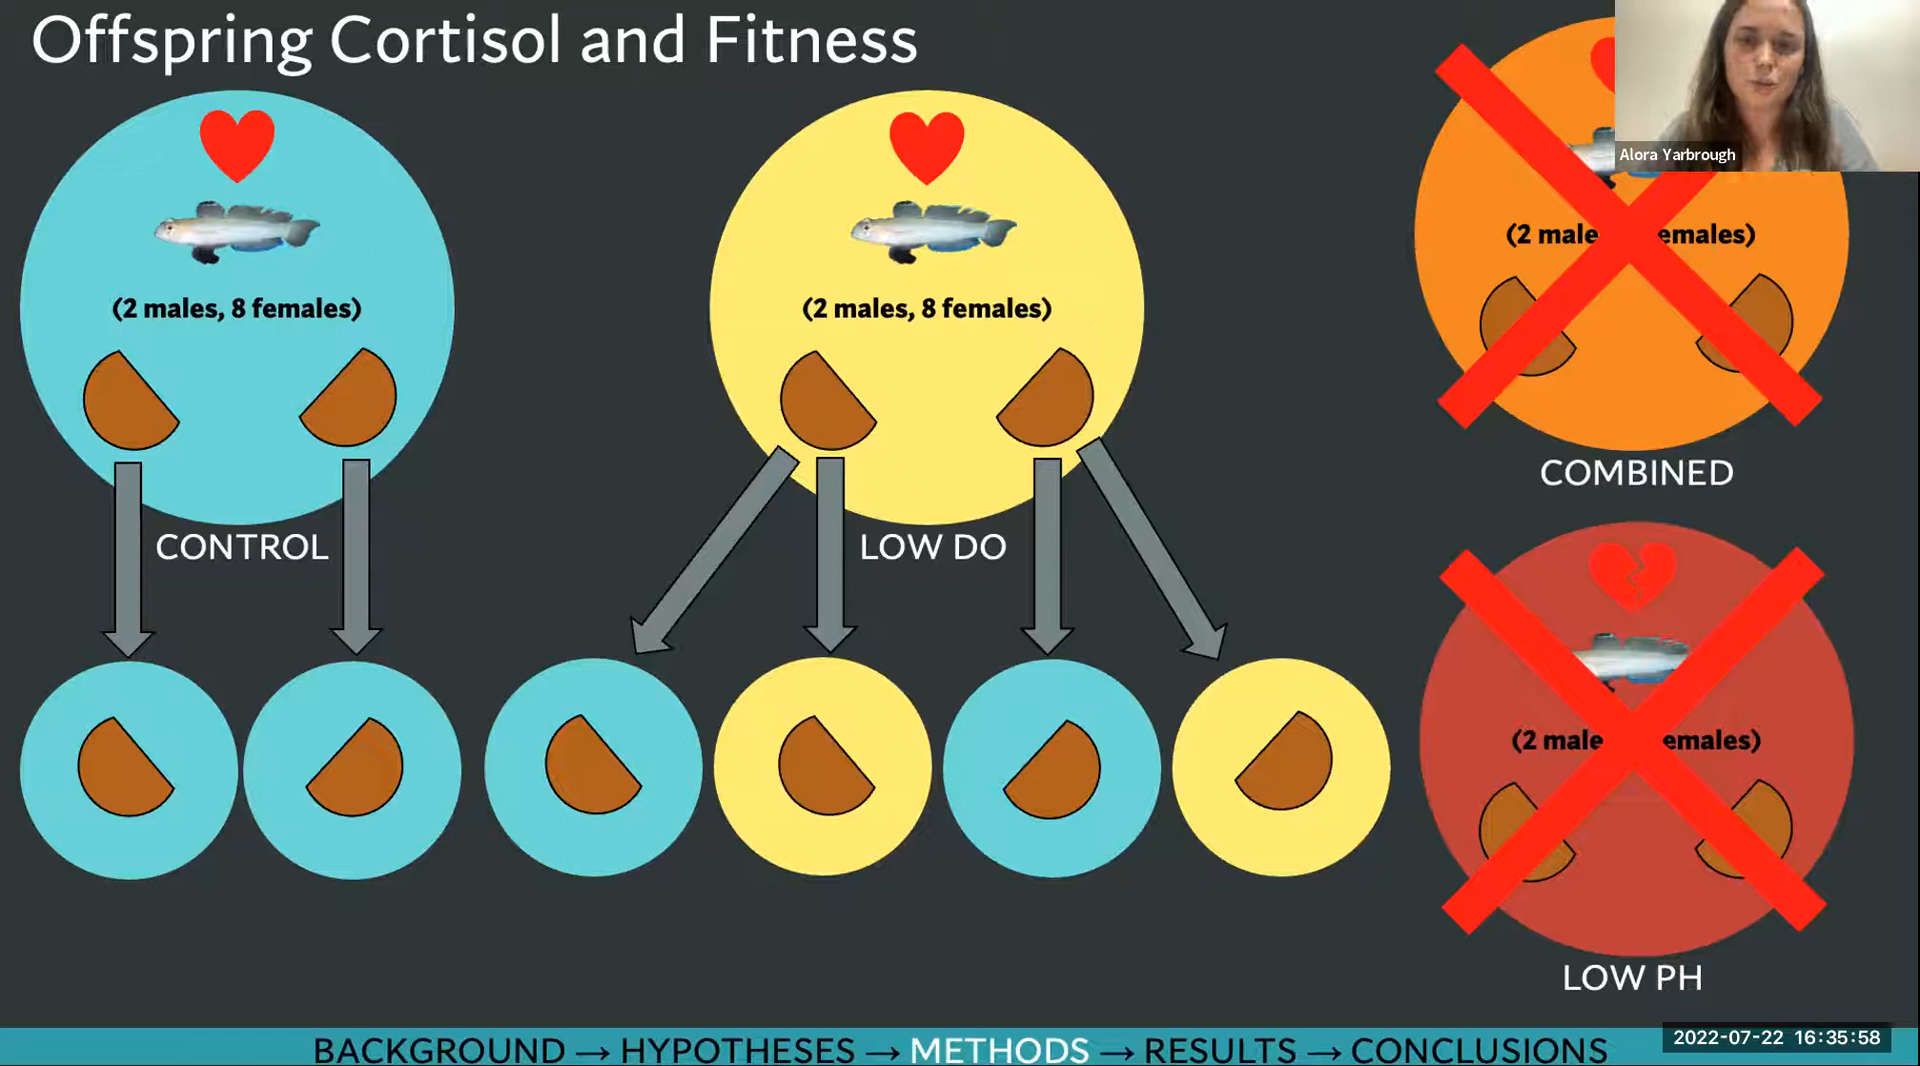 Offspring Cortisol and Fitness
Alora Yarbrough
(2 males, 8 females)
(2 males, 8 females)
(2 male emales)
CONTROL
LOW DO
COMBINED
(2 male emales)
LOW PH
BACKGROUND → HYPOTHESES → METHODS → RESULTS → CONCLUSIONS
2022-07-22 16:35:58